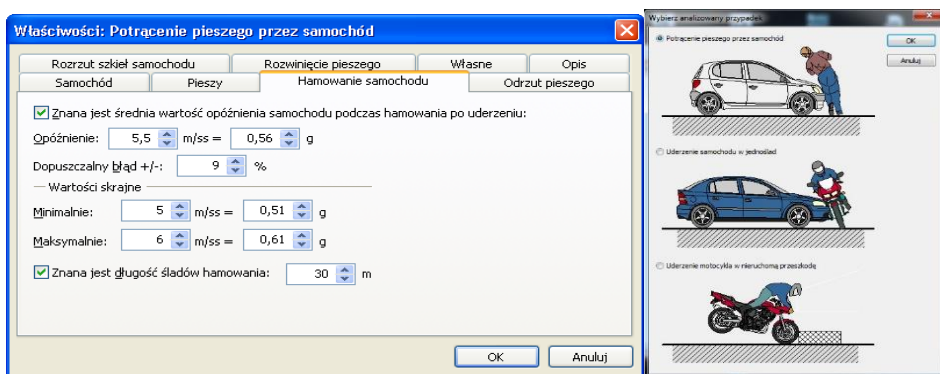 Właściwości: Potrącenie pieszego przez samochód
Rozrzut szkieł samochodu Rozwinięcie pieszego Własne Opis
Samochód Pieszy Hamowanie samochodu Odrzut pieszego
Znana jest średnia wartość opóźnienia samochodu podczas hamowania po uderzeniu:
Opóźnienie: 5,5 m/ss = 0,56 g
Dopuszczalny błąd +/-: 9 %
Wartości skrajne
Minimalnie: 5 m/ss = 0,51 g
Maksymalnie: 6 m/ss = 0,61 g
Znana jest długość śladów hamowania: 30 m
OK Anuluj
Wybierz analizowany przypadek
Potrącenie pieszego przez samochód
OK
Anuluj
Uderzenie samochodu w jednoślad
Uderzenie motocykla w nieruchomą przeszkodę